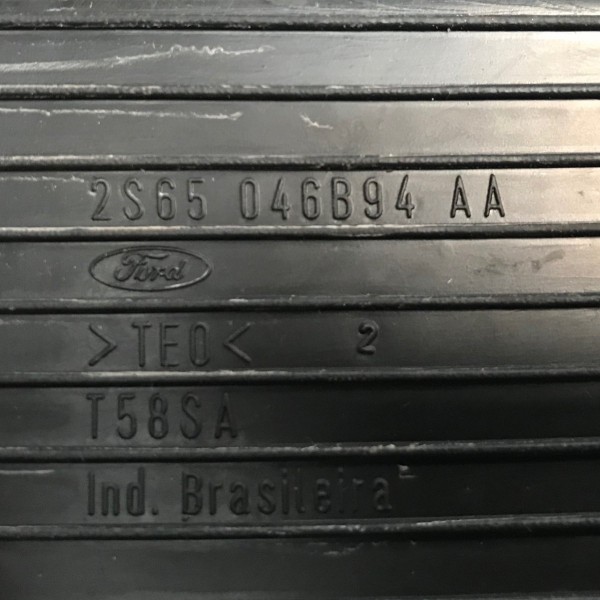 2S65 046B94 AA
Ford
>TEO< 2
T58SA
Ind. Brasileira